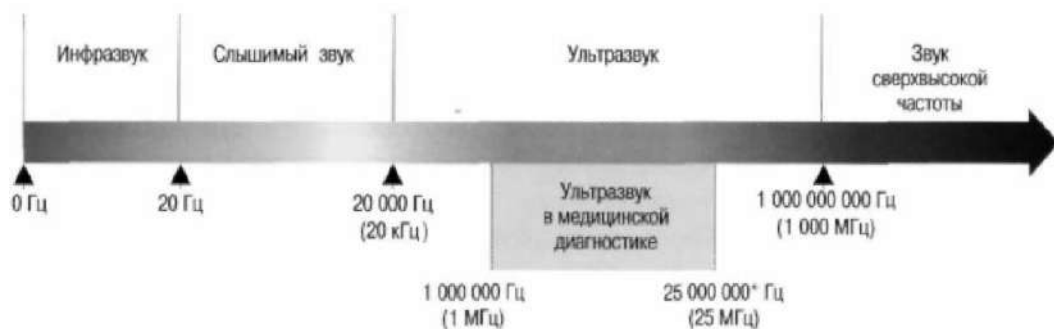 Инфразвук
Слышимый звук
Ультразвук
Звук
сверхвысокой
частоты
0 Гц
20 Гц
20 000 Гц
(20 кГц)
Ультразвук
в медицинской
диагностике
1 000 000 000 Гц
(1 000 МГц)
1 000 000 Гц
(1 МГц)
25 000 000* Гц
(25 МГц)